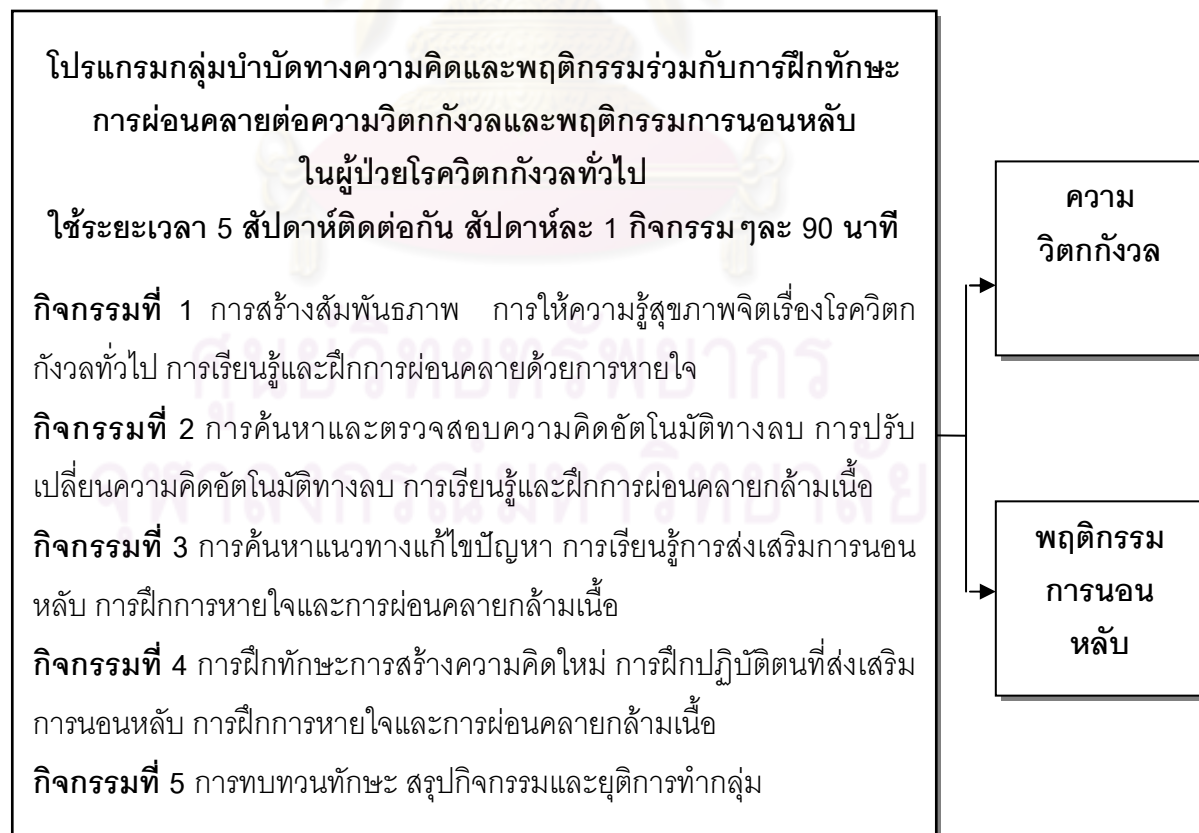 โปรแกรมกลุ่มบำบัดทางความคิดและพฤติกรรมร่วมกับการฝึกทักษะ
การผ่อนคลายต่อความวิตกกังวลและพฤติกรรมการนอนหลับ
ในผู้ป่วยโรควิตกกังวลทั่วไป
ใช้ระยะเวลา 5 สัปดาห์ติดต่อกัน สัปดาห์ละ 1 กิจกรรมๆละ 90 นาที
กิจกรรมที่ 1 การสร้างสัมพันธภาพ การให้ความรู้สุขภาพจิตเรื่องโรควิตก
กังวลทั่วไป การเรียนรู้และฝึกการผ่อนคลายด้วยการหายใจ
กิจกรรมที่ 2 การค้นหาและตรวจสอบความคิดอัตโนมัติทางลบ การปรับ
เปลี่ยนความคิดอัตโนมัติทางลบ การเรียนรู้และฝึกการผ่อนคลายกล้ามเนื้อ
กิจกรรมที่ 3 การค้นหาแนวทางแก้ไขปัญหา การเรียนรู้การส่งเสริมการนอน
หลับ การฝึกการหายใจและการผ่อนคลายกล้ามเนื้อ
กิจกรรมที่ 4 การฝึกทักษะการสร้างความคิดใหม่ การฝึกปฏิบัติตนที่ส่งเสริม
การนอนหลับ การฝึกการหายใจและการผ่อนคลายกล้ามเนื้อ
กิจกรรมที่ 5 การทบทวนทักษะ สรุปกิจกรรมและยุติการทำกลุ่ม
ความ
วิตกกังวล
พฤติกรรม
การนอน
หลับ
ศูนย์วิทยทรัพยากร
จุฬาลงกรณ์มหาวิทยาลัย